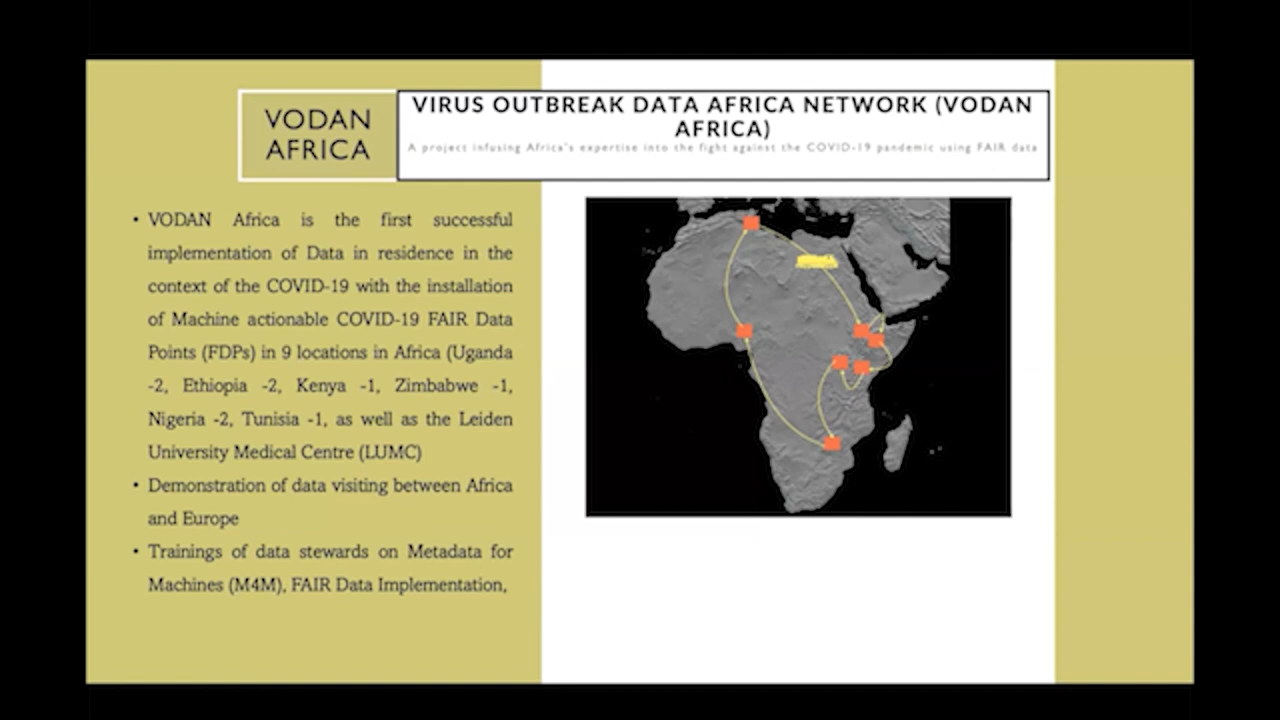 VODAN
AFRICA
VIRUS OUTBREAK DATA AFRICA NETWORK (VODAN
AFRICA)
A project infusing Africa's expertise into the fight against the COVID-19 pandemic using FAIR data
• VODAN Africa is the first successful
implementation of Data in residence in the
context of the COVID-19 with the installation
of Machine actionable COVID-19 FAIR Data
Points (FDPs) in 9 locations in Africa (Uganda
-2, Ethiopia -2, Kenya -1, Zimbabwe -1,
Nigeria -2, Tunisia -1, as well as the Leiden
University Medical Centre (LUMC)
• Demonstration of data visiting between Africa
and Europe
• Trainings of data stewards on Metadata for
Machines (M4M), FAIR Data Implementation,